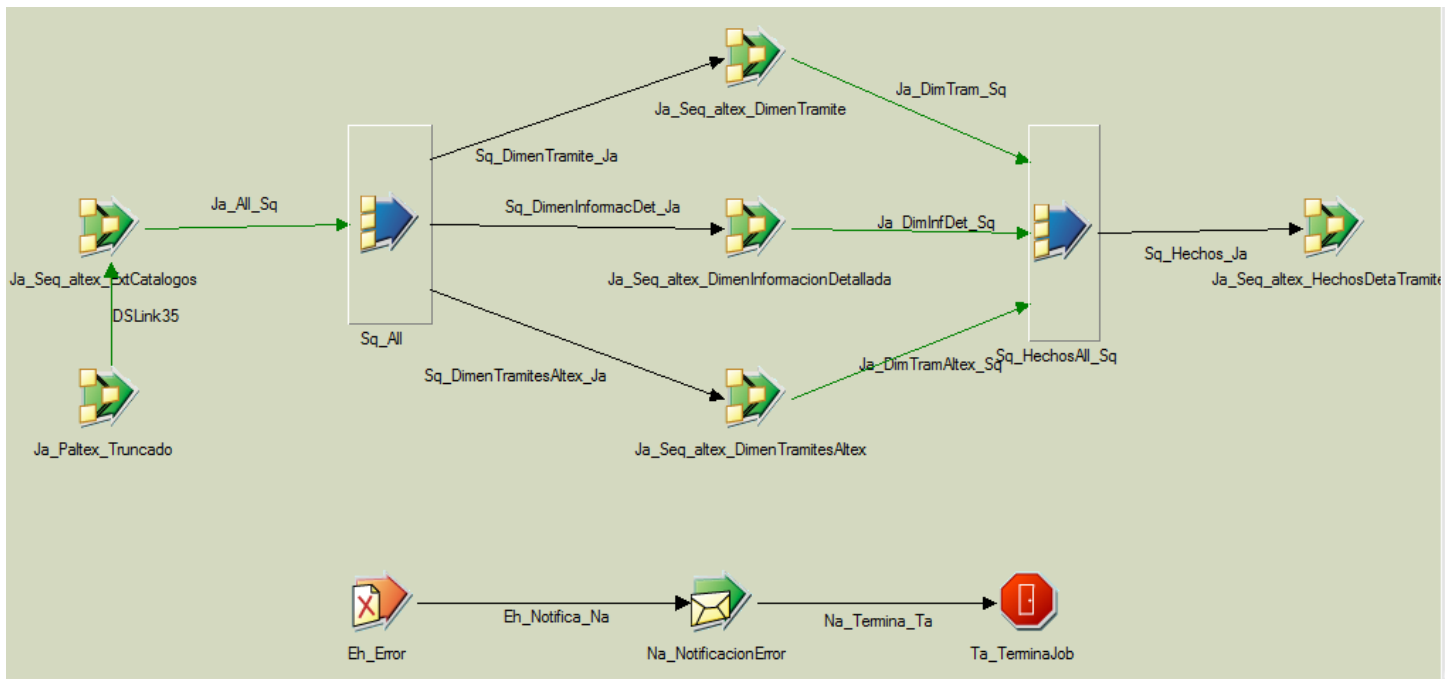 Ja_Seq_altex_DimenTramite
Ja_DimTram_Sq
Sq_DimenTramite_Ja
Ja_All_Sq
Sq_DimenInformacDet_Ja
Ja_DimInfDet_Sq
Sq_Hechos_Ja
Ja_Seq_altex_ExtCatalogos
Ja_Seq_altex_DimenInformacionDetallada
Ja_Seq_altex_HechosDetaTramite
DSLink35
Sq_All
Sq_HechosAll_Sq
Sq_DimenTramitesAltex_Ja
Ja_DimTramAltex_Sq
Ja_Paltex_Truncado
Ja_Seq_altex_DimenTramitesAltex
Eh_Notifica_Na
Na_Termina_Ta
Eh_Error
Na_NotificacionError
Ta_TerminaJob